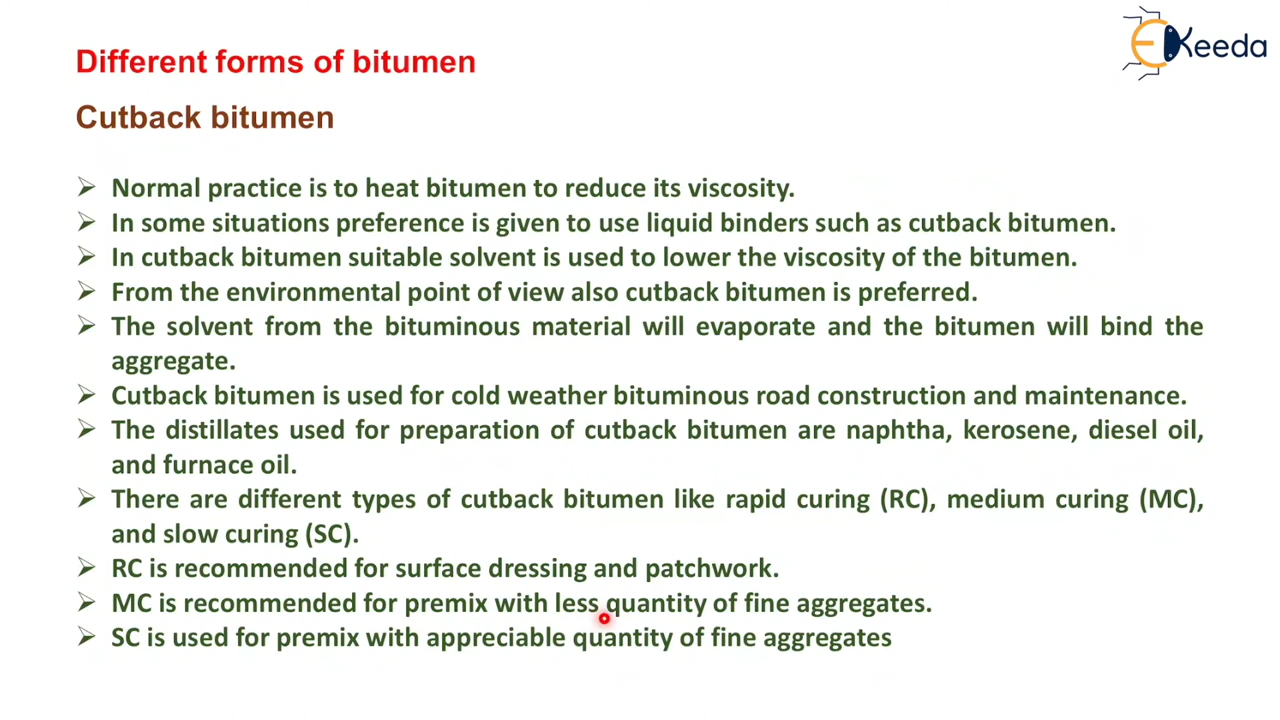 Keeda
Different forms of bitumen
Cutback bitumen
➢ Normal practice is to heat bitumen to reduce its viscosity.
➢ In some situations preference is given to use liquid binders such as cutback bitumen.
➢ In cutback bitumen suitable solvent is used to lower the viscosity of the bitumen.
➢ From the environmental point of view also cutback bitumen is preferred.
➢ The solvent from the bituminous material will evaporate and the bitumen will bind the
aggregate.
➢ Cutback bitumen is used for cold weather bituminous road construction and maintenance.
➢ The distillates used for preparation of cutback bitumen are naphtha, kerosene, diesel oil,
and furnace oil.
➢ There are different types of cutback bitumen like rapid curing (RC), medium curing (MC),
and slow curing (SC).
➢ RC is recommended for surface dressing and patchwork.
➢ MC is recommended for premix with less quantity of fine aggregates.
➢ SC is used for premix with appreciable quantity of fine aggregates